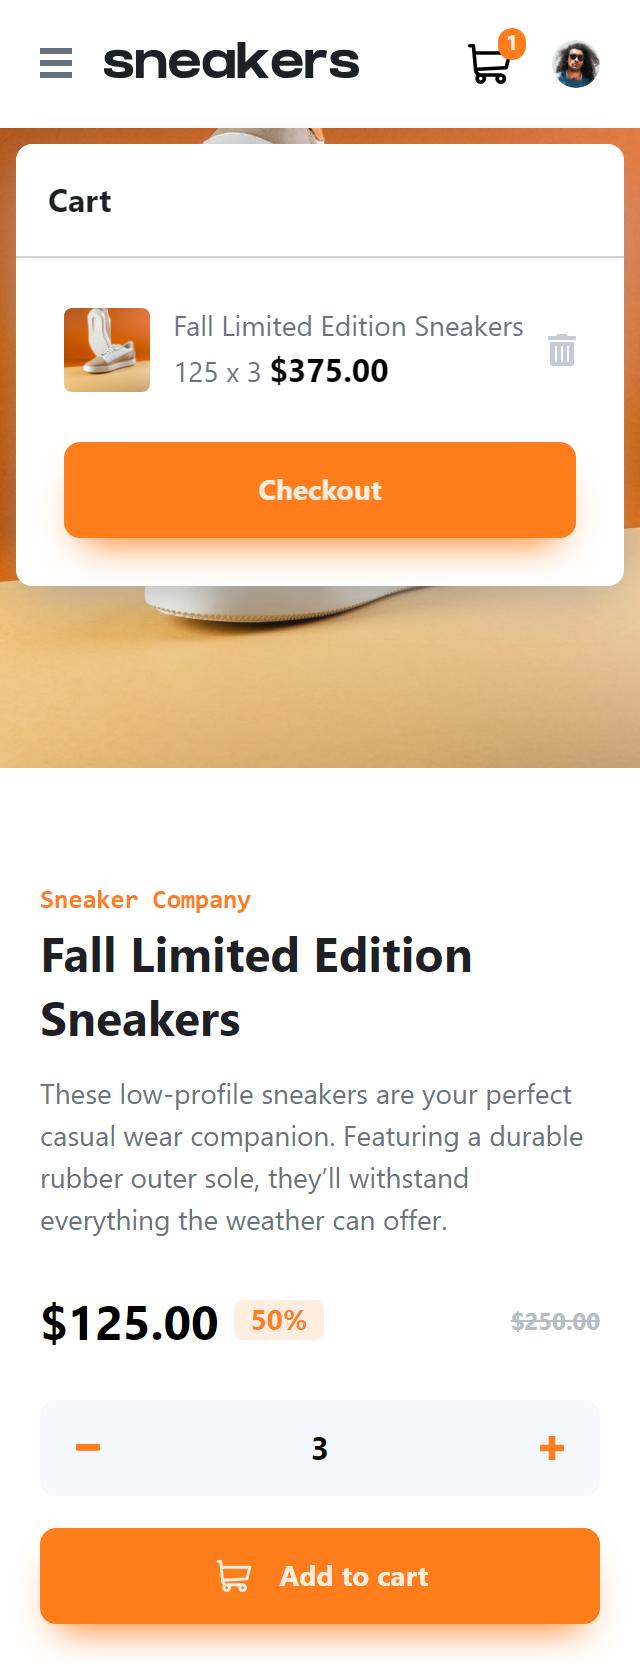 sneakers
1
Cart
Fall Limited Edition Sneakers
125 x 3 $375.00
Checkout
Sneaker Company
Fall Limited Edition
Sneakers
These low-profile sneakers are your perfect
casual wear companion. Featuring a durable
rubber outer sole, they’ll withstand
everything the weather can offer.
$125.00 50% $250.00
3
Add to cart